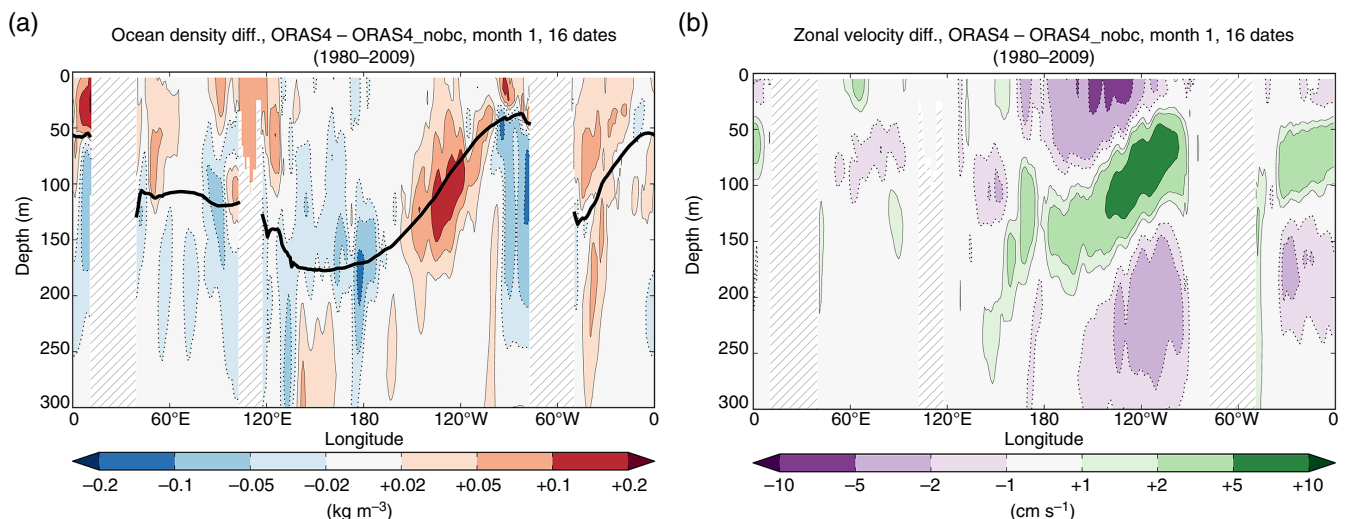 (a)
Ocean density diff., ORAS4 – ORAS4_nobc, month 1, 16 dates
(1980–2009)
0
50
100
150
200
250
300
Depth (m)
0 60°E 120°E 180 120°W 60°W 0
Longitude
–0.2 –0.1 –0.05 –0.02 +0.02 +0.05 +0.1 +0.2
(kg m⁻³)
(b)
Zonal velocity diff., ORAS4 – ORAS4_nobc, month 1, 16 dates
(1980–2009)
0
50
100
150
200
250
300
Depth (m)
0 60°E 120°E 180 120°W 60°W 0
Longitude
–10 –5 –2 –1 +1 +2 +5 +10
(cm s⁻¹)